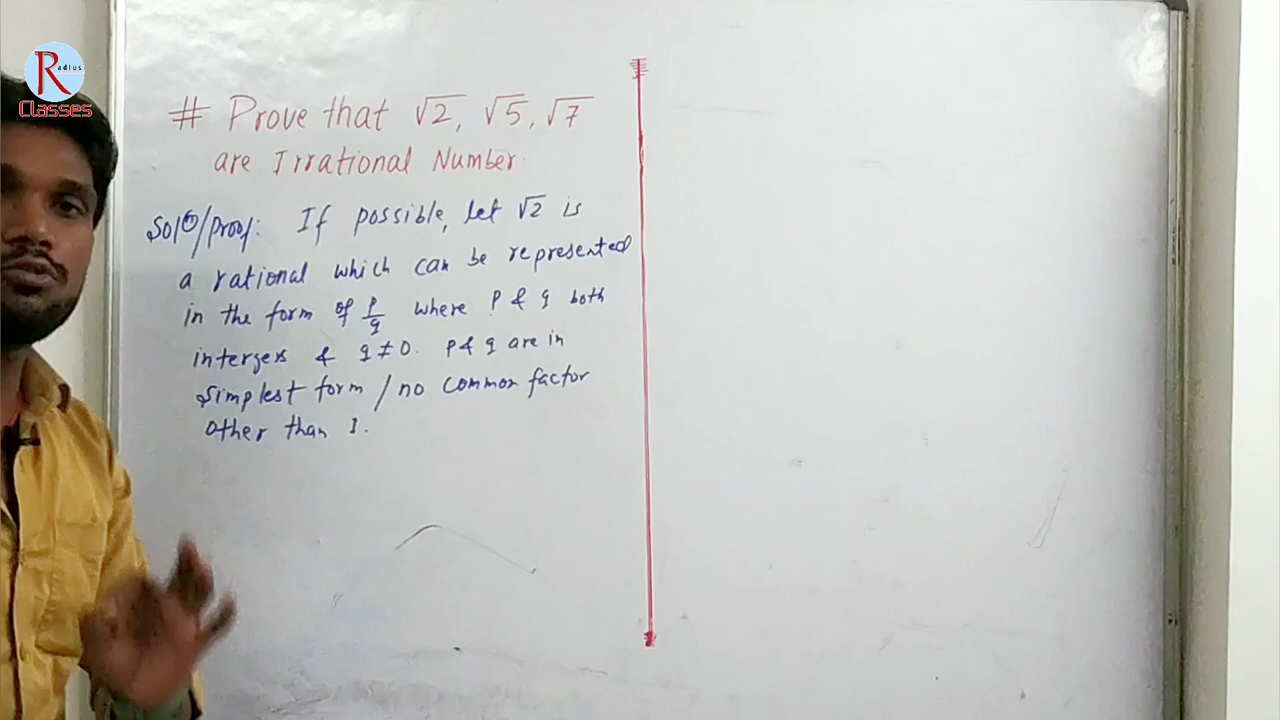 Radius
Classes
# Prove that √2, √5, √7
are Irrational Number
Sol/Proof: If possible, let √2 is
a rational which can be represented
in the form of p/q where P & q both
intergers & q≠0. P & q are in
Simplest form / no common factor
Other than 1.